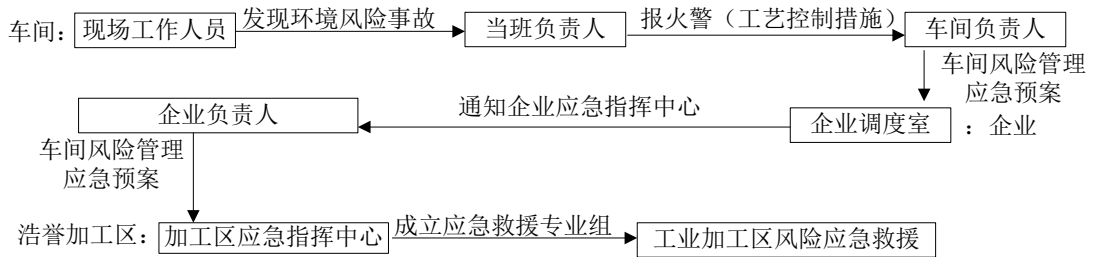 车间：现场工作人员 发现环境风险事故 当班负责人 报火警（工艺控制措施） 车间负责人
车间风险管理
应急预案
企业负责人 通知企业应急指挥中心 企业调度室 ：企业
车间风险管理
应急预案
浩誉加工区：加工区应急指挥中心 成立应急救援专业组 工业加工区风险应急救援